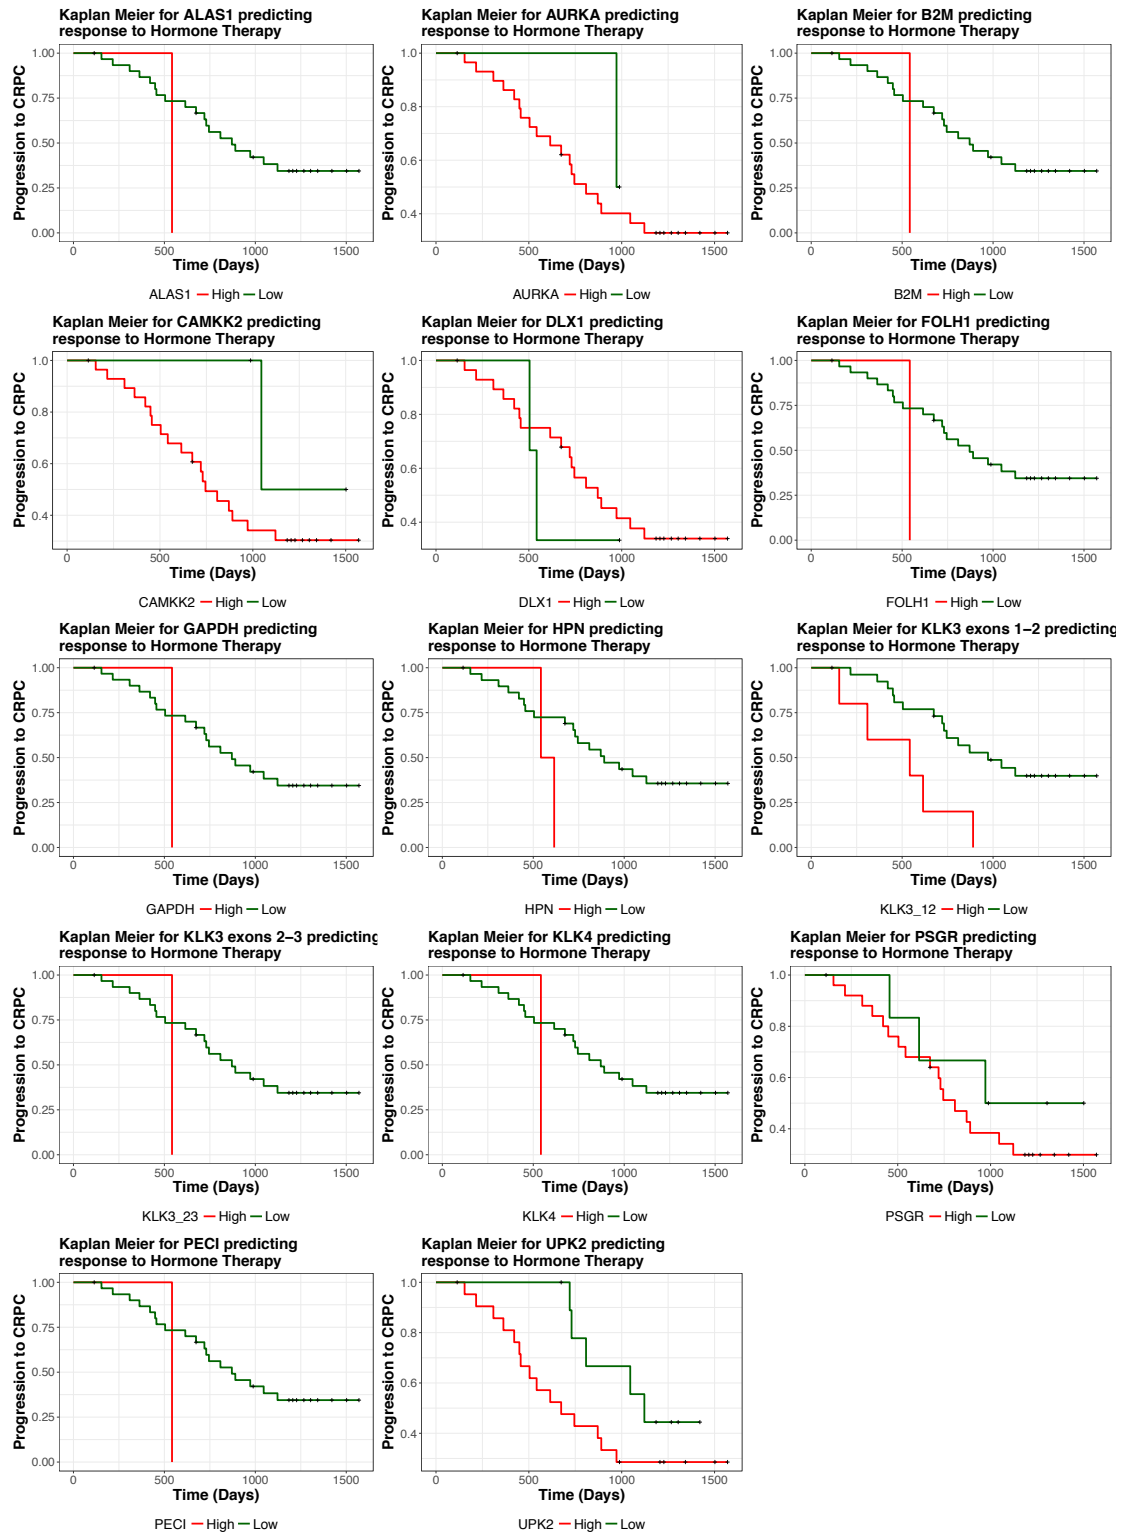 Kaplan Meier for ALAS1 predicting
response to Hormone Therapy
Progression to CRPC
1.00
0.75
0.50
0.25
0.00
0 500 1000 1500
Time (Days)
ALAS1 High Low
Kaplan Meier for AURKA predicting
response to Hormone Therapy
Progression to CRPC
1.0
0.8
0.6
0.4
0 500 1000 1500
Time (Days)
AURKA High Low
Kaplan Meier for B2M predicting
response to Hormone Therapy
Progression to CRPC
1.00
0.75
0.50
0.25
0.00
0 500 1000 1500
Time (Days)
B2M High Low
Kaplan Meier for CAMKK2 predicting
response to Hormone Therapy
Progression to CRPC
1.0
0.8
0.6
0.4
0 500 1000 1500
Time (Days)
CAMKK2 High Low
Kaplan Meier for DLX1 predicting
response to Hormone Therapy
Progression to CRPC
1.0
0.8
0.6
0.4
0 500 1000 1500
Time (Days)
DLX1 High Low
Kaplan Meier for FOLH1 predicting
response to Hormone Therapy
Progression to CRPC
1.00
0.75
0.50
0.25
0.00
0 500 1000 1500
Time (Days)
FOLH1 High Low
Kaplan Meier for GAPDH predicting
response to Hormone Therapy
Progression to CRPC
1.00
0.75
0.50
0.25
0.00
0 500 1000 1500
Time (Days)
GAPDH High Low
Kaplan Meier for HPN predicting
response to Hormone Therapy
Progression to CRPC
1.00
0.75
0.50
0.25
0.00
0 500 1000 1500
Time (Days)
HPN High Low
Kaplan Meier for KLK3 exons 1−2 predicting
response to Hormone Therapy
Progression to CRPC
1.00
0.75
0.50
0.25
0.00
0 500 1000 1500
Time (Days)
KLK3_12 High Low
Kaplan Meier for KLK3 exons 2−3 predicting
response to Hormone Therapy
Progression to CRPC
1.00
0.75
0.50
0.25
0.00
0 500 1000 1500
Time (Days)
KLK3_23 High Low
Kaplan Meier for KLK4 predicting
response to Hormone Therapy
Progression to CRPC
1.00
0.75
0.50
0.25
0.00
0 500 1000 1500
Time (Days)
KLK4 High Low
Kaplan Meier for PSGR predicting
response to Hormone Therapy
Progression to CRPC
1.0
0.8
0.6
0.4
0 500 1000 1500
Time (Days)
PSGR High Low
Kaplan Meier for PECI predicting
response to Hormone Therapy
Progression to CRPC
1.00
0.75
0.50
0.25
0.00
0 500 1000 1500
Time (Days)
PECI High Low
Kaplan Meier for UPK2 predicting
response to Hormone Therapy
Progression to CRPC
1.0
0.8
0.6
0.4
0 500 1000 1500
Time (Days)
UPK2 High Low